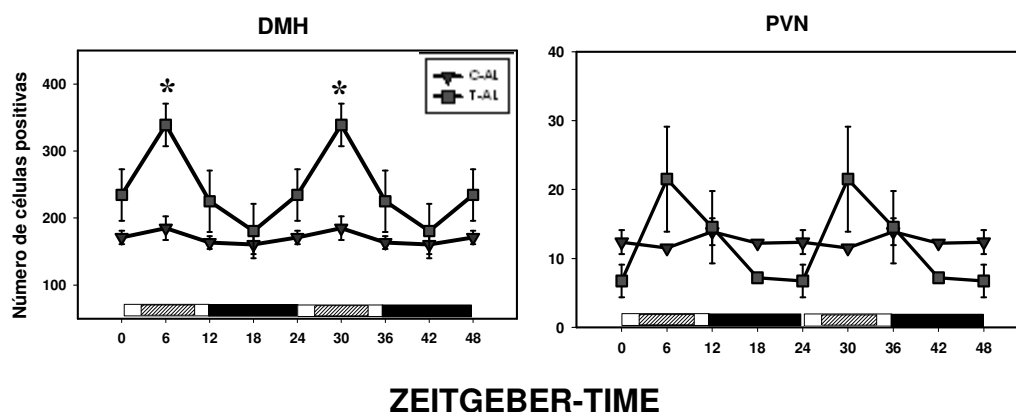 DMH
PVN
Número de células positivas
400
300
200
100
*
*
C-AL
T-AL
0 6 12 18 24 30 36 42 48
40
30
20
10
0
0 6 12 18 24 30 36 42 48
ZEITGEBER-TIME